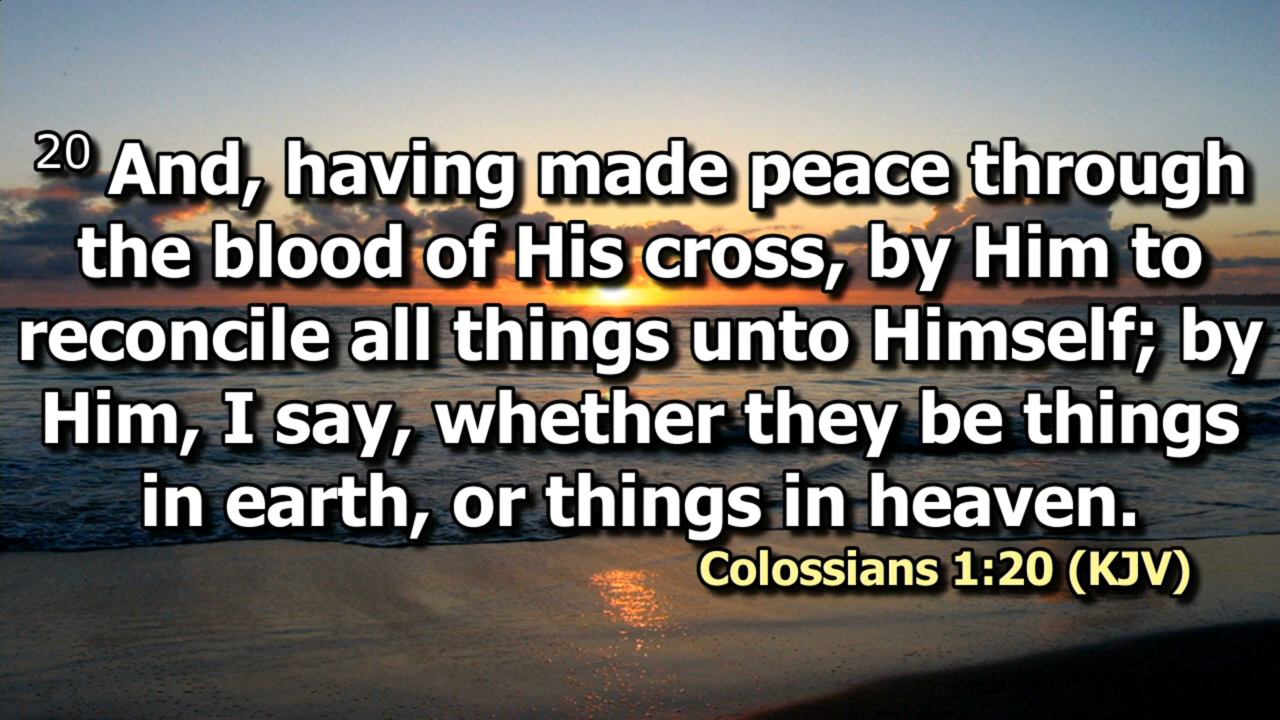 20 And, having made peace through
the blood of His cross, by Him to
reconcile all things unto Himself; by
Him, I say, whether they be things
in earth, or things in heaven.
Colossians 1:20 (KJV)